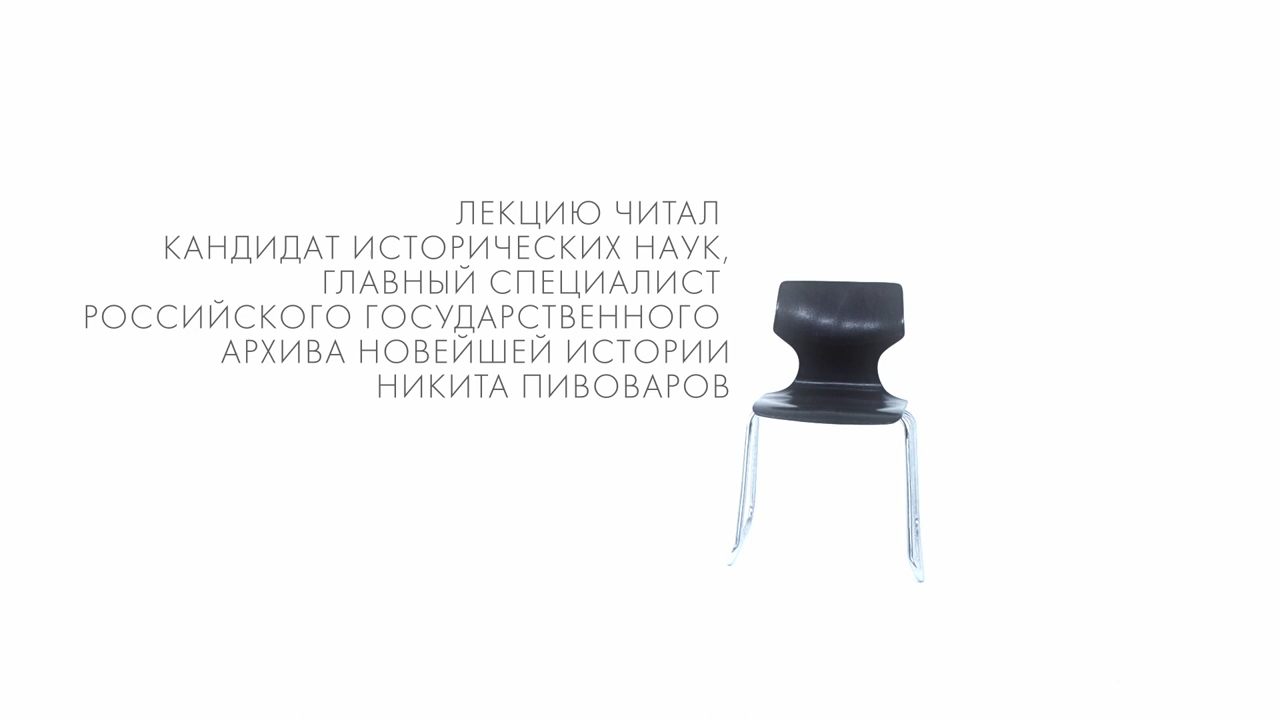 ЛЕКЦИЮ ЧИТАЛ
КАНДИДАТ ИСТОРИЧЕСКИХ НАУК,
ГЛАВНЫЙ СПЕЦИАЛИСТ
РОССИЙСКОГО ГОСУДАРСТВЕННОГО
АРХИВА НОВЕЙШЕЙ ИСТОРИИ
НИКИТА ПИВОВАРОВ